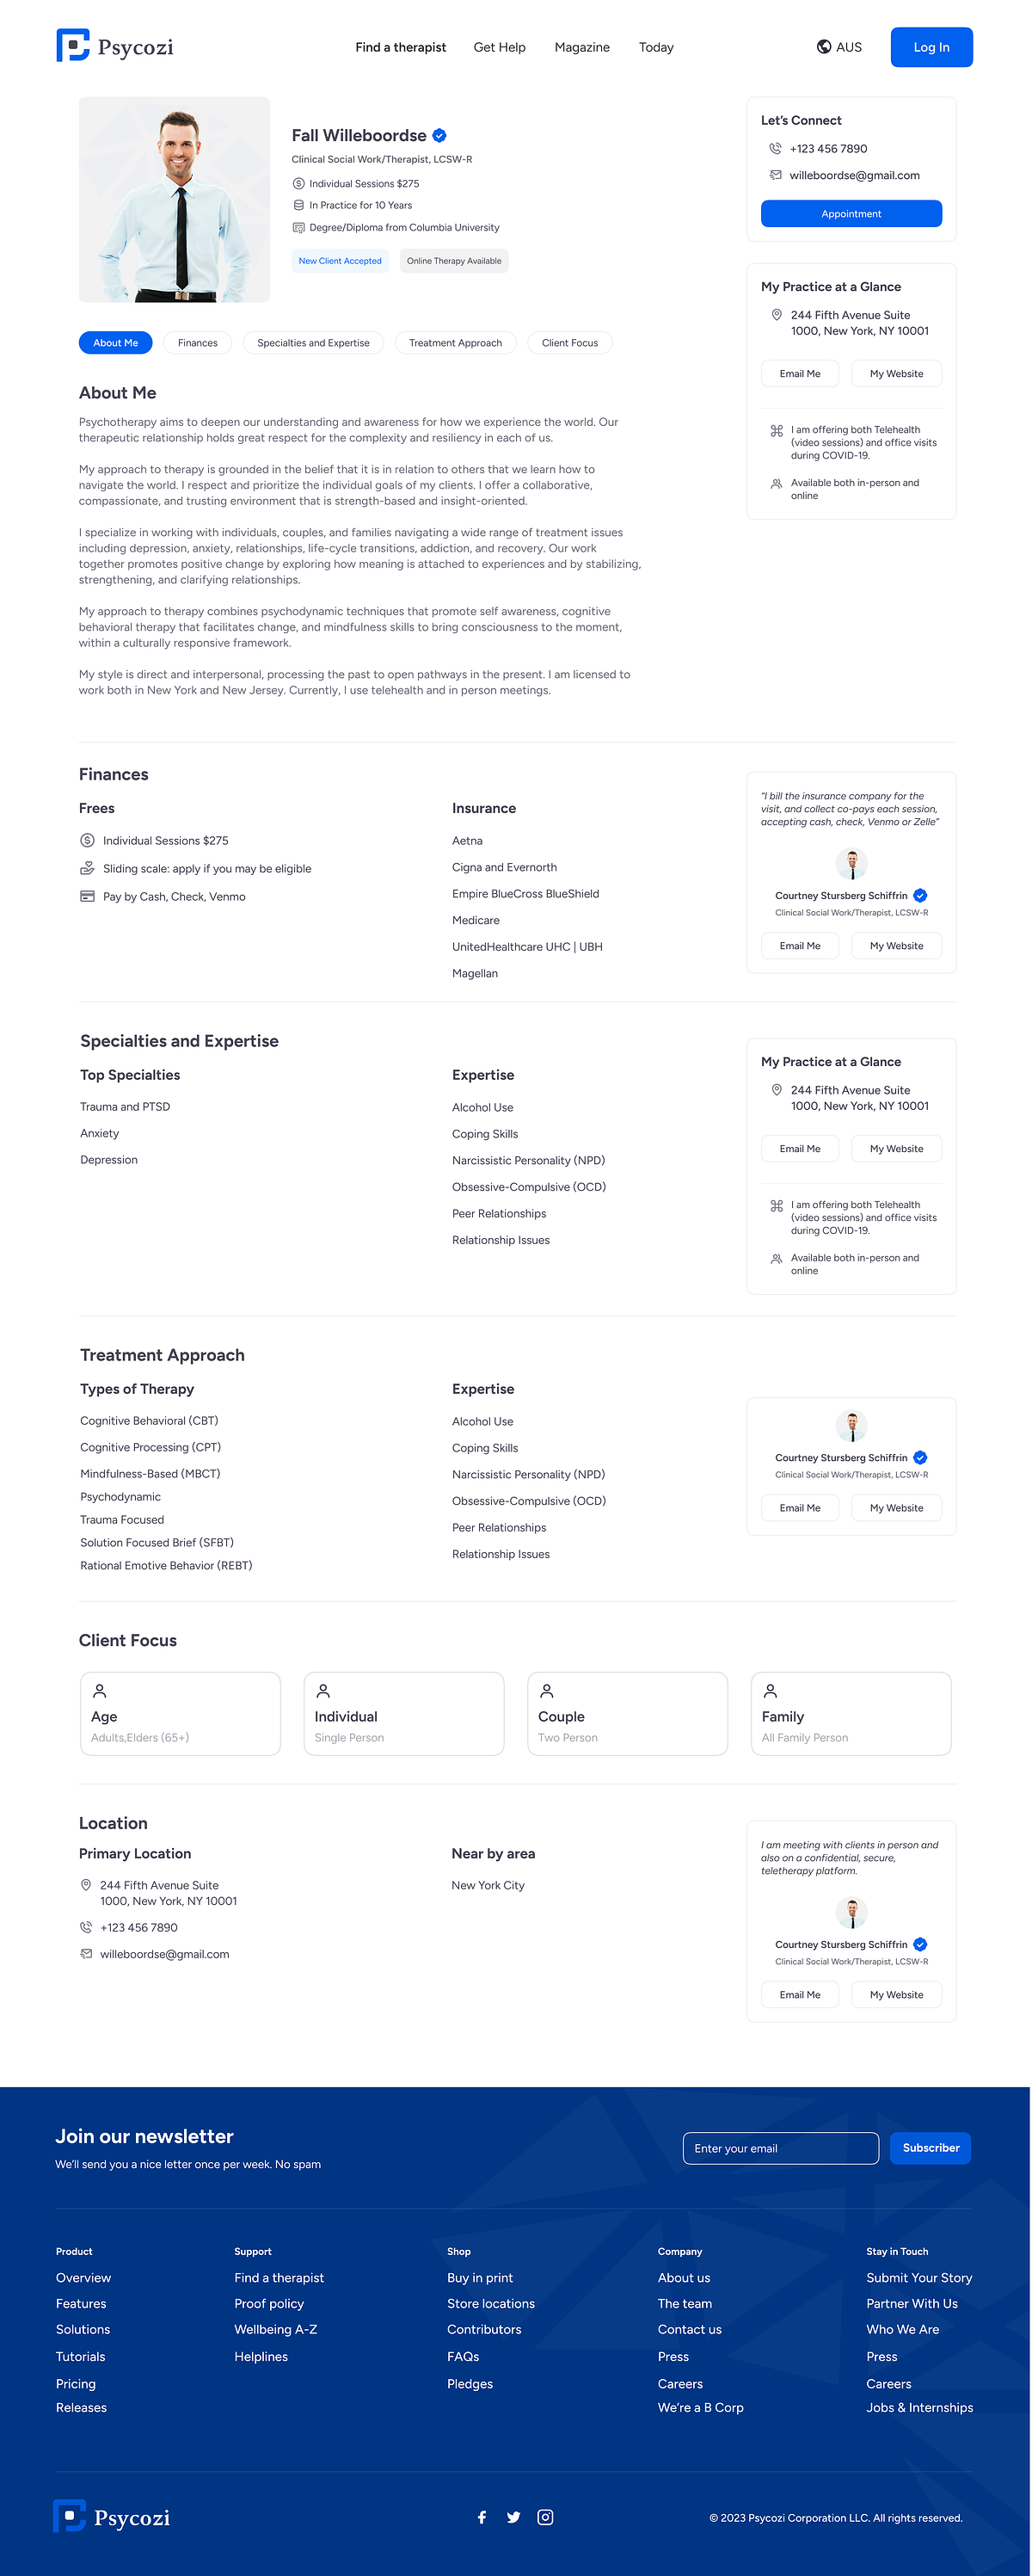 Psycozi
Find a therapist
Get Help
Magazine
Today
AUS
Log In
Fall Willeboordse
Clinical Social Work/Therapist, LCSW-R
Individual Sessions $275
In Practice for 10 Years
Degree/Diploma from Columbia University
New Client Accepted
Online Therapy Available
Let's Connect
+123 456 7890
willeboordse@gmail.com
Appointment
My Practice at a Glance
244 Fifth Avenue Suite
1000, New York, NY 10001
Email Me
My Website
I am offering both Telehealth
(video sessions) and office visits
during COVID-19.
Available both in-person and
online
About Me
Finances
Specialties and Expertise
Treatment Approach
Client Focus
About Me
Psychotherapy aims to deepen our understanding and awareness for how we experience the world. Our
therapeutic relationship holds great respect for the complexity and resiliency in each of us.
My approach to therapy is grounded in the belief that it is in relation to others that we learn how to
navigate the world. I respect and prioritize the individual goals of my clients. I offer a collaborative,
compassionate, and trusting environment that is strength-based and insight-oriented.
I specialize in working with individuals, couples, and families navigating a wide range of treatment issues
including depression, anxiety, relationships, life-cycle transitions, addiction, and recovery. Our work
together promotes positive change by exploring how meaning is attached to experiences and by stabilizing,
strengthening, and clarifying relationships.
My approach to therapy combines psychodynamic techniques that promote self awareness, cognitive
behavioral therapy that facilitates change, and mindfulness skills to bring consciousness to the moment,
within a culturally responsive framework.
My style is direct and interpersonal, processing the past to open pathways in the present. I am licensed to
work both in New York and New Jersey. Currently, I use telehealth and in person meetings.
Finances
Frees
Individual Sessions $275
Sliding scale: apply if you may be eligible
Pay by Cash, Check, Venmo
Insurance
Aetna
Cigna and Evernorth
Empire BlueCross BlueShield
Medicare
UnitedHealthcare UHC | UBH
Magellan
"I bill the insurance company for the
visit, and collect co-pays each session,
accepting cash, check, Venmo or Zelle"
Courtney Stursberg Schiffrin
Clinical Social Work/Therapist, LCSW-R
Email Me
My Website
Specialties and Expertise
Top Specialties
Trauma and PTSD
Anxiety
Depression
Expertise
Alcohol Use
Coping Skills
Narcissistic Personality (NPD)
Obsessive-Compulsive (OCD)
Peer Relationships
Relationship Issues
My Practice at a Glance
244 Fifth Avenue Suite
1000, New York, NY 10001
Email Me
My Website
I am offering both Telehealth
(video sessions) and office visits
during COVID-19.
Available both in-person and
online
Treatment Approach
Types of Therapy
Cognitive Behavioral (CBT)
Cognitive Processing (CPT)
Mindfulness-Based (MBCT)
Psychodynamic
Trauma Focused
Solution Focused Brief (SFBT)
Rational Emotive Behavior (REBT)
Expertise
Alcohol Use
Coping Skills
Narcissistic Personality (NPD)
Obsessive-Compulsive (OCD)
Peer Relationships
Relationship Issues
Courtney Stursberg Schiffrin
Clinical Social Work/Therapist, LCSW-R
Email Me
My Website
Client Focus
Age
Adults,Elders (65+)
Individual
Single Person
Couple
Two Person
Family
All Family Person
Location
Primary Location
244 Fifth Avenue Suite
1000, New York, NY 10001
+123 456 7890
willeboordse@gmail.com
Near by area
New York City
I am meeting with clients in person and
also on a confidential, secure,
teletherapy platform.
Courtney Stursberg Schiffrin
Clinical Social Work/Therapist, LCSW-R
Email Me
My Website
Join our newsletter
We'll send you a nice letter once per week. No spam
Enter your email
Subscriber
Product
Overview
Features
Solutions
Tutorials
Pricing
Releases
Support
Find a therapist
Proof policy
Wellbeing A-Z
Helplines
Shop
Buy in print
Store locations
Contributors
FAQs
Pledges
Company
About us
The team
Contact us
Press
Careers
We're a B Corp
Stay in Touch
Submit Your Story
Partner With Us
Who We Are
Press
Careers
Jobs & Internships
Psycozi
© 2023 Psycozi Corporation LLC. All rights reserved.